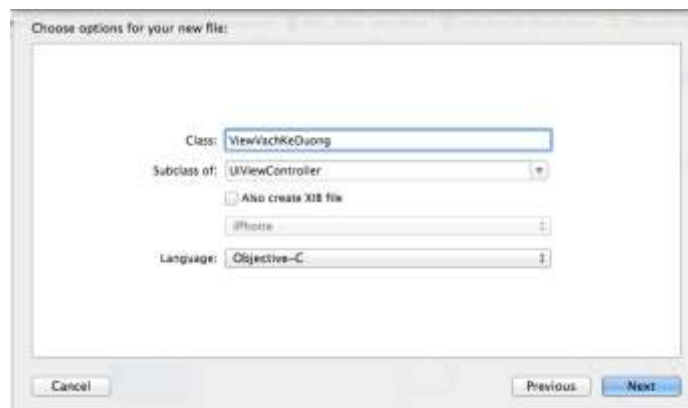 Choose options for your new file:
Class: ViewVachKeDuong
Subclass of: UIViewController
Also create XIB file
iPhone
Language: Objective-C
Cancel Previous Next